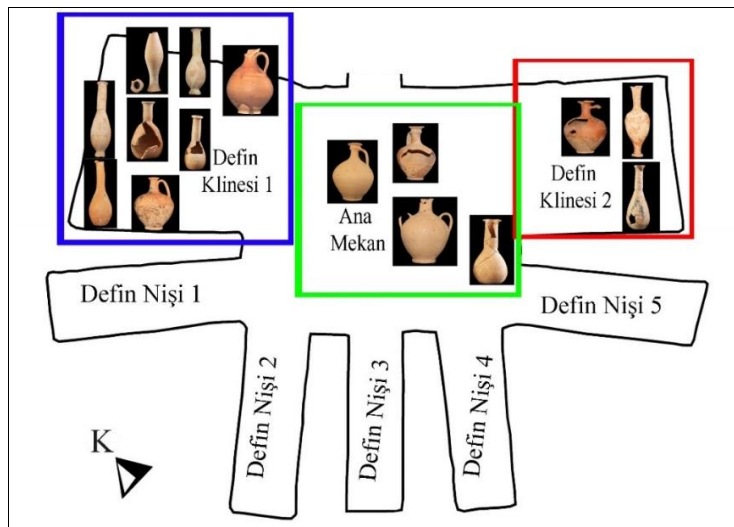 Defin
Klinesi 1
Ana
Mekan
Defin
Klinesi 2
Defin Nişi 1
Defin Nişi 5
Defin Nişi 2
Defin Nişi 3
Defin Nişi 4
K